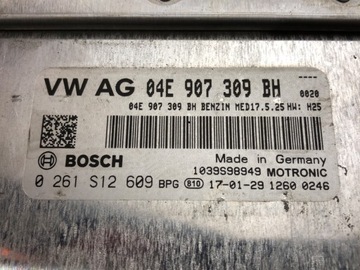 VW AG 04E 907 309 BH 0020
04E 907 309 BH BENZIN MED17.5.25 HW: H25
BOSCH
Made in Germany
1039S98949 MOTRONIC
0 261 S12 609 BPG 810 17-01-29 1260 0246